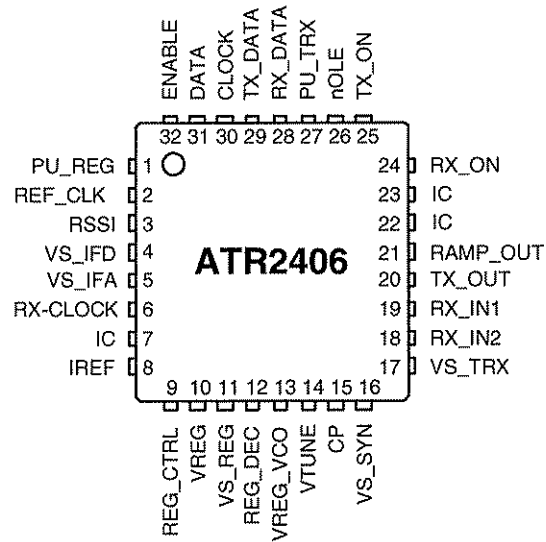 ENABLE
DATA
CLOCK
TX_DATA
RX_DATA
PU_TRX
nOLE
TX_ON
32 31 30 29 28 27 26 25
PU_REG 1
REF_CLK 2
RSSI 3
VS_IFD 4
VS_IFA 5
RX-CLOCK 6
IC 7
IREF 8
ATR2406
24 RX_ON
23 IC
22 IC
21 RAMP_OUT
20 TX_OUT
19 RX_IN1
18 RX_IN2
17 VS_TRX
9 10 11 12 13 14 15 16
REG_CTRL
VREG
VS_REG
REG_DEC
VREG_VCO
VTUNE
CP
VS_SYN